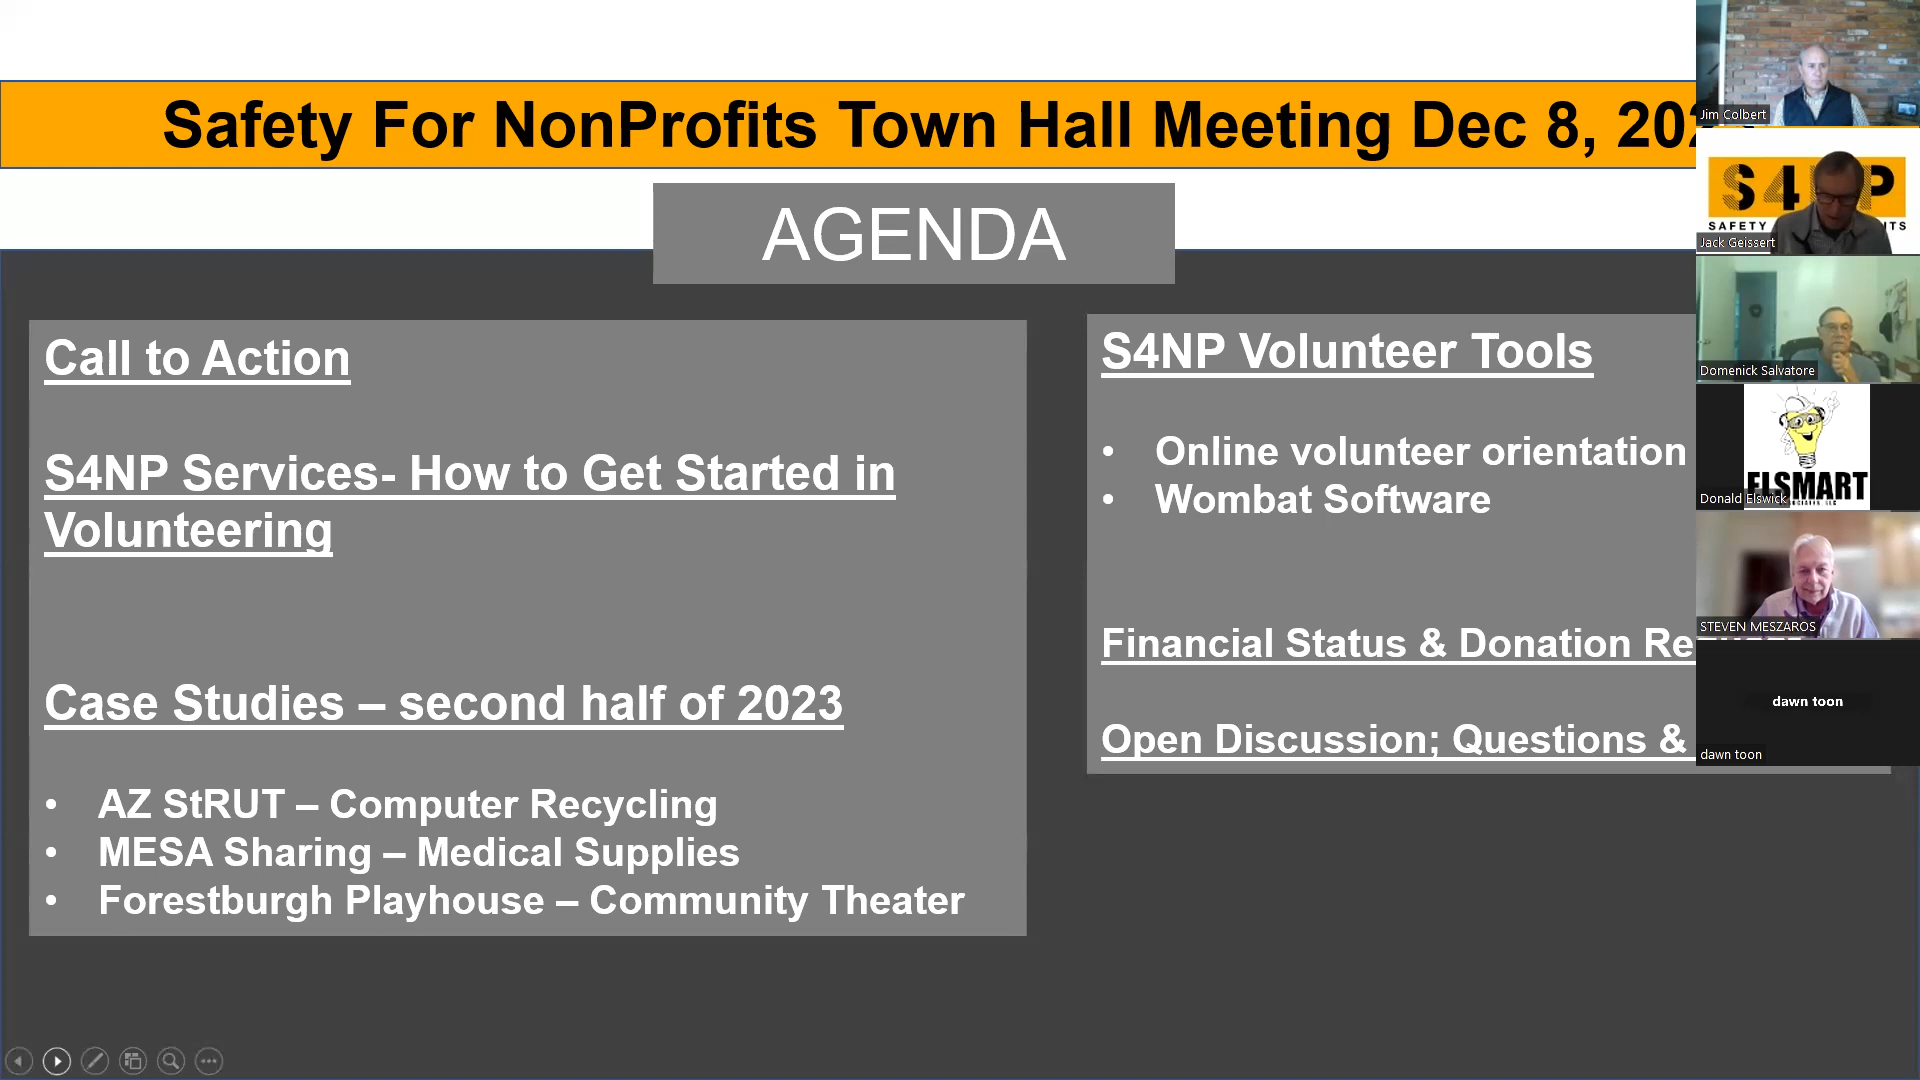 Safety For NonProfits Town Hall Meeting Dec 8, 202
AGENDA
Call to Action
S4NP Services- How to Get Started in
Volunteering
Case Studies – second half of 2023
• AZ StRUT – Computer Recycling
• MESA Sharing – Medical Supplies
• Forestburgh Playhouse – Community Theater
S4NP Volunteer Tools
• Online volunteer orientation
• Wombat Software
Financial Status & Donation
Open Discussion; Questions &
Jim Colbert
S4NP
SAFETY
Jack Geissert
Domenick Salvatore
ELSMART
Donald Elswick
STEVEN MESZAROS
dawn toon
dawn toon